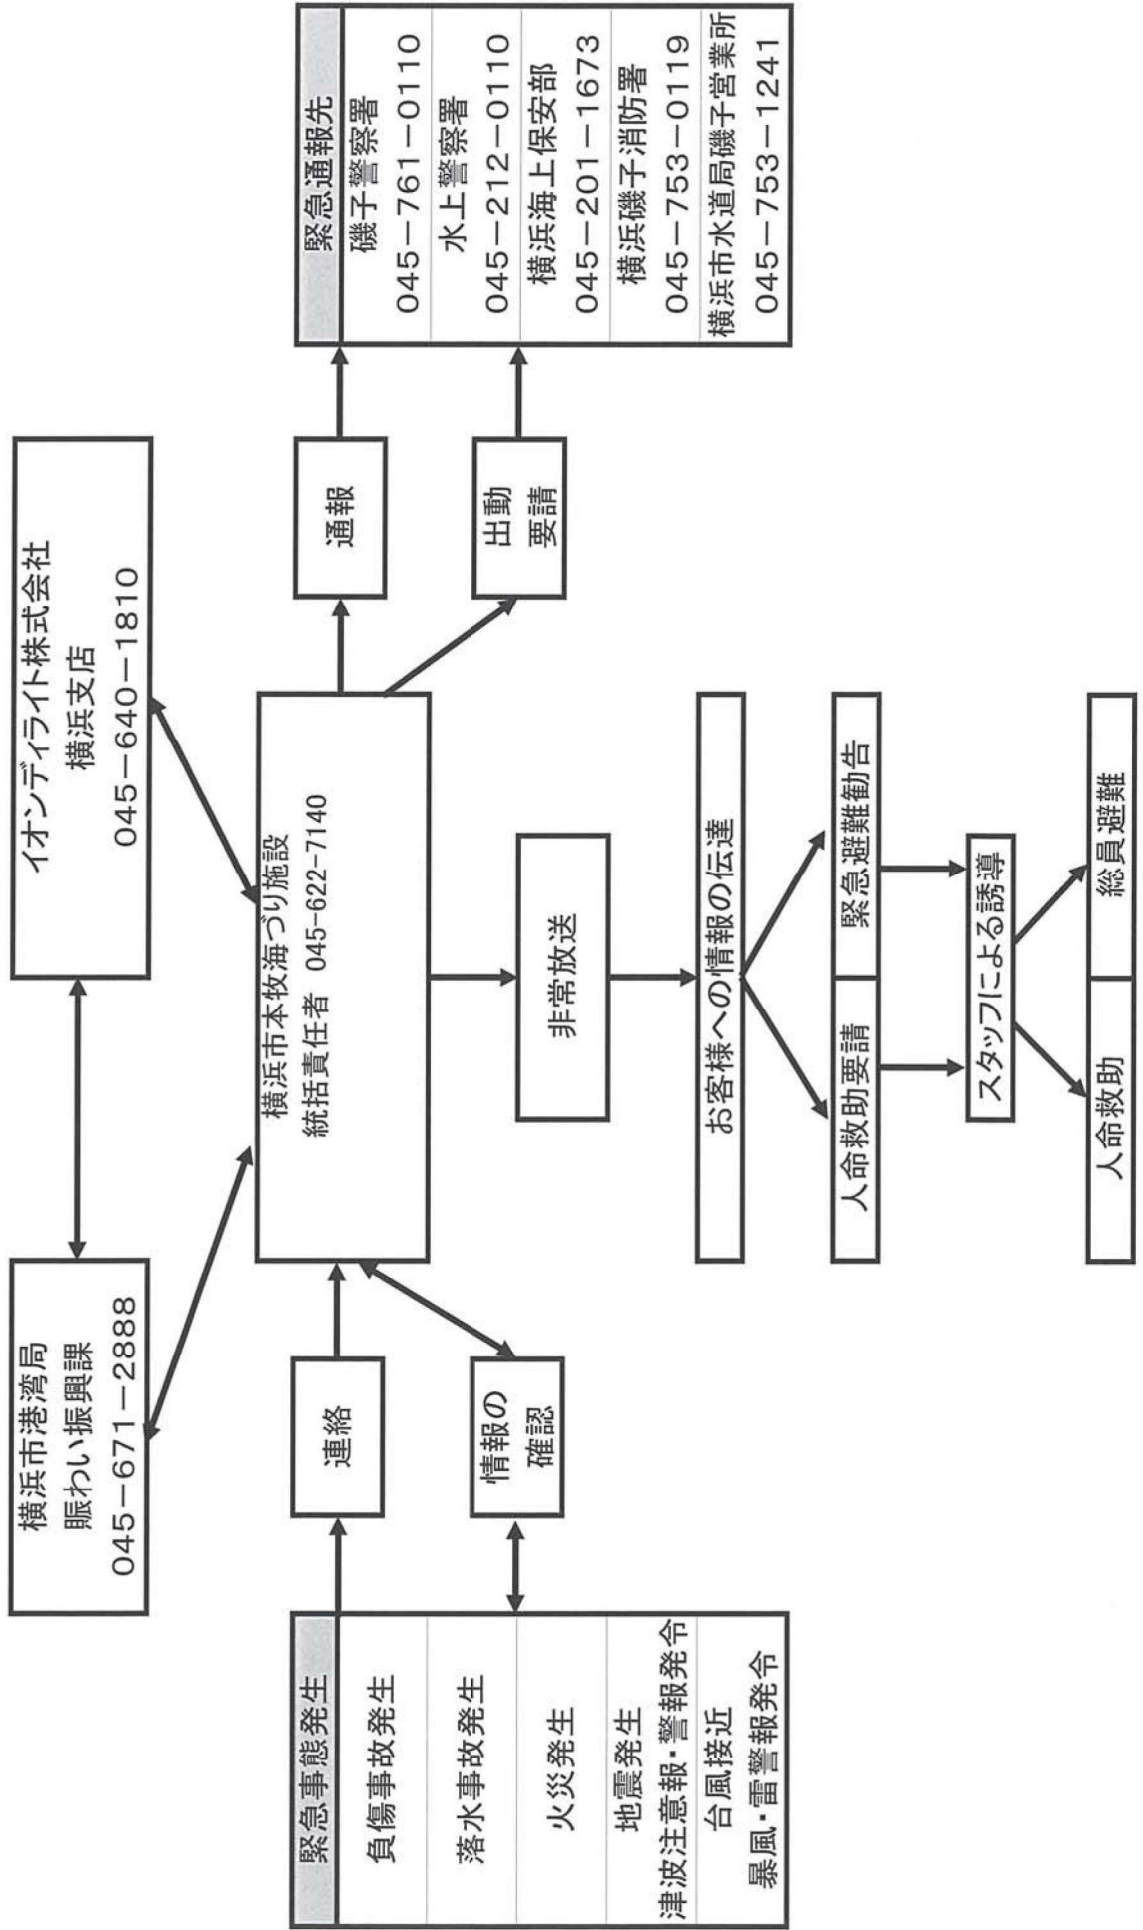 横浜市港湾局
賑わい振興課
045－671－2888
イオンディライト株式会社
横浜支店
045－640－1810
緊急事態発生
負傷事故発生
落水事故発生
火災発生
地震発生
津波注意報・警報発令
台風接近
暴風・雷警報発令
連絡
情報の
確認
横浜市本牧海づり施設
統括責任者 045-622-7140
通報
出動
要請
緊急通報先
磯子警察署
045－761－0110
水上警察署
045－212－0110
横浜海上保安部
045－201－1673
横浜磯子消防署
045－753－0119
横浜市水道局磯子営業所
045－753－1241
非常放送
お客様への情報の伝達
人命救助要請
緊急避難勧告
スタッフによる誘導
人命救助
総員避難